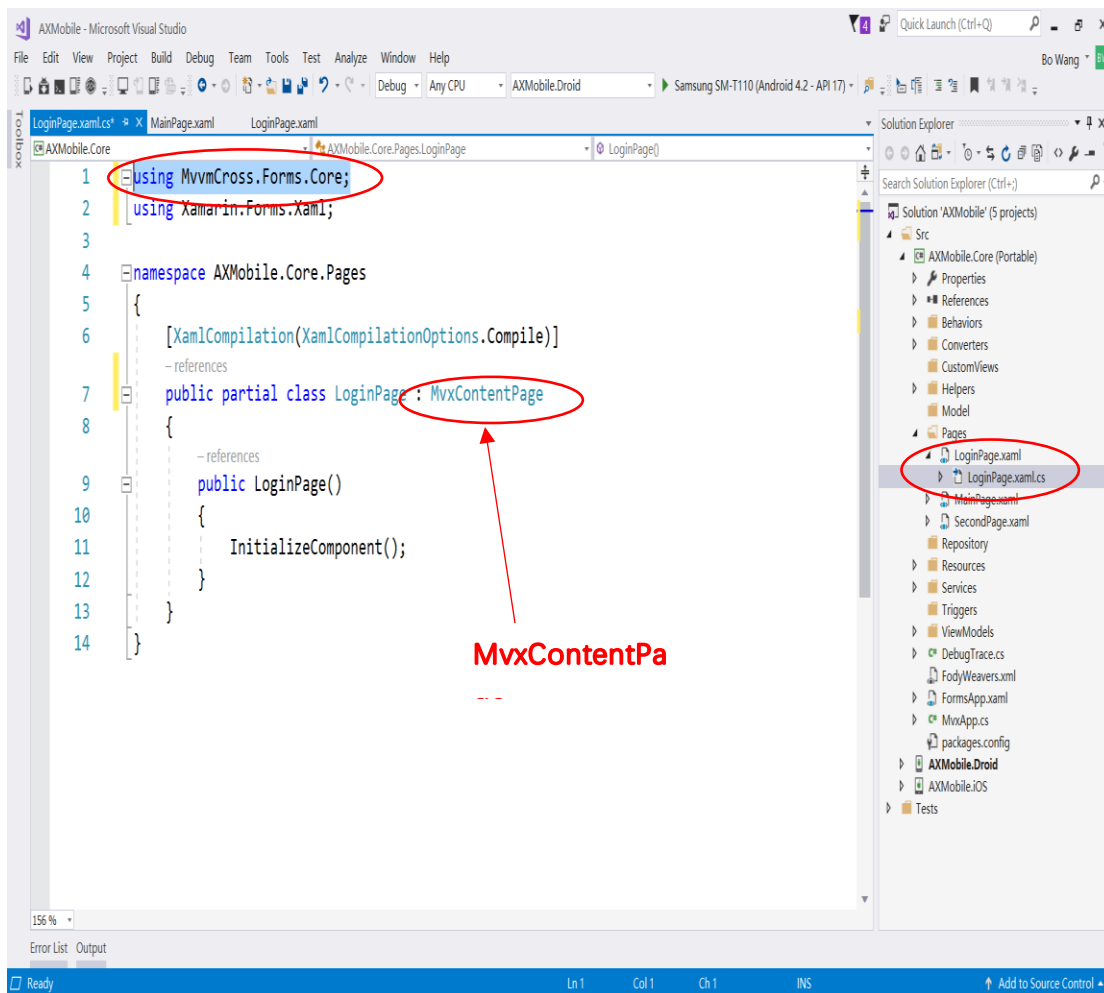 AXMobile - Microsoft Visual Studio
4
Quick Launch (Ctrl+Q)
File Edit View Project Build Debug Team Tools Test Analyze Window Help
Bo Wang
Debug Any CPU AXMobile.Droid Samsung SM-T110 (Android 4.2 - API 17)
Toolbox
LoginPage.xaml.cs* MainPage.xaml LoginPage.xaml
AXMobile.Core AXMobile.Core.Pages.LoginPage LoginPage()
1 using MvvmCross.Forms.Core;
2 using Xamarin.Forms.Xaml;
3
4 namespace AXMobile.Core.Pages
5 {
6 [XamlCompilation(XamlCompilationOptions.Compile)]
– references
7 public partial class LoginPage : MvxContentPage
8 {
– references
9 public LoginPage()
10 {
11 InitializeComponent();
12 }
13 }
14 }
MvxContentPa
156 %
Error List Output
Solution Explorer
Search Solution Explorer (Ctrl+;)
Solution 'AXMobile' (5 projects)
Src
AXMobile.Core (Portable)
Properties
References
Behaviors
Converters
CustomViews
Helpers
Model
Pages
LoginPage.xaml
LoginPage.xaml.cs
MainPage.xaml
SecondPage.xaml
Repository
Resources
Services
Triggers
ViewModels
DebugTrace.cs
FodyWeavers.xml
FormsApp.xaml
MvxApp.cs
packages.config
AXMobile.Droid
AXMobile.iOS
Tests
Ready Ln 1 Col 1 Ch 1 INS Add to Source Control